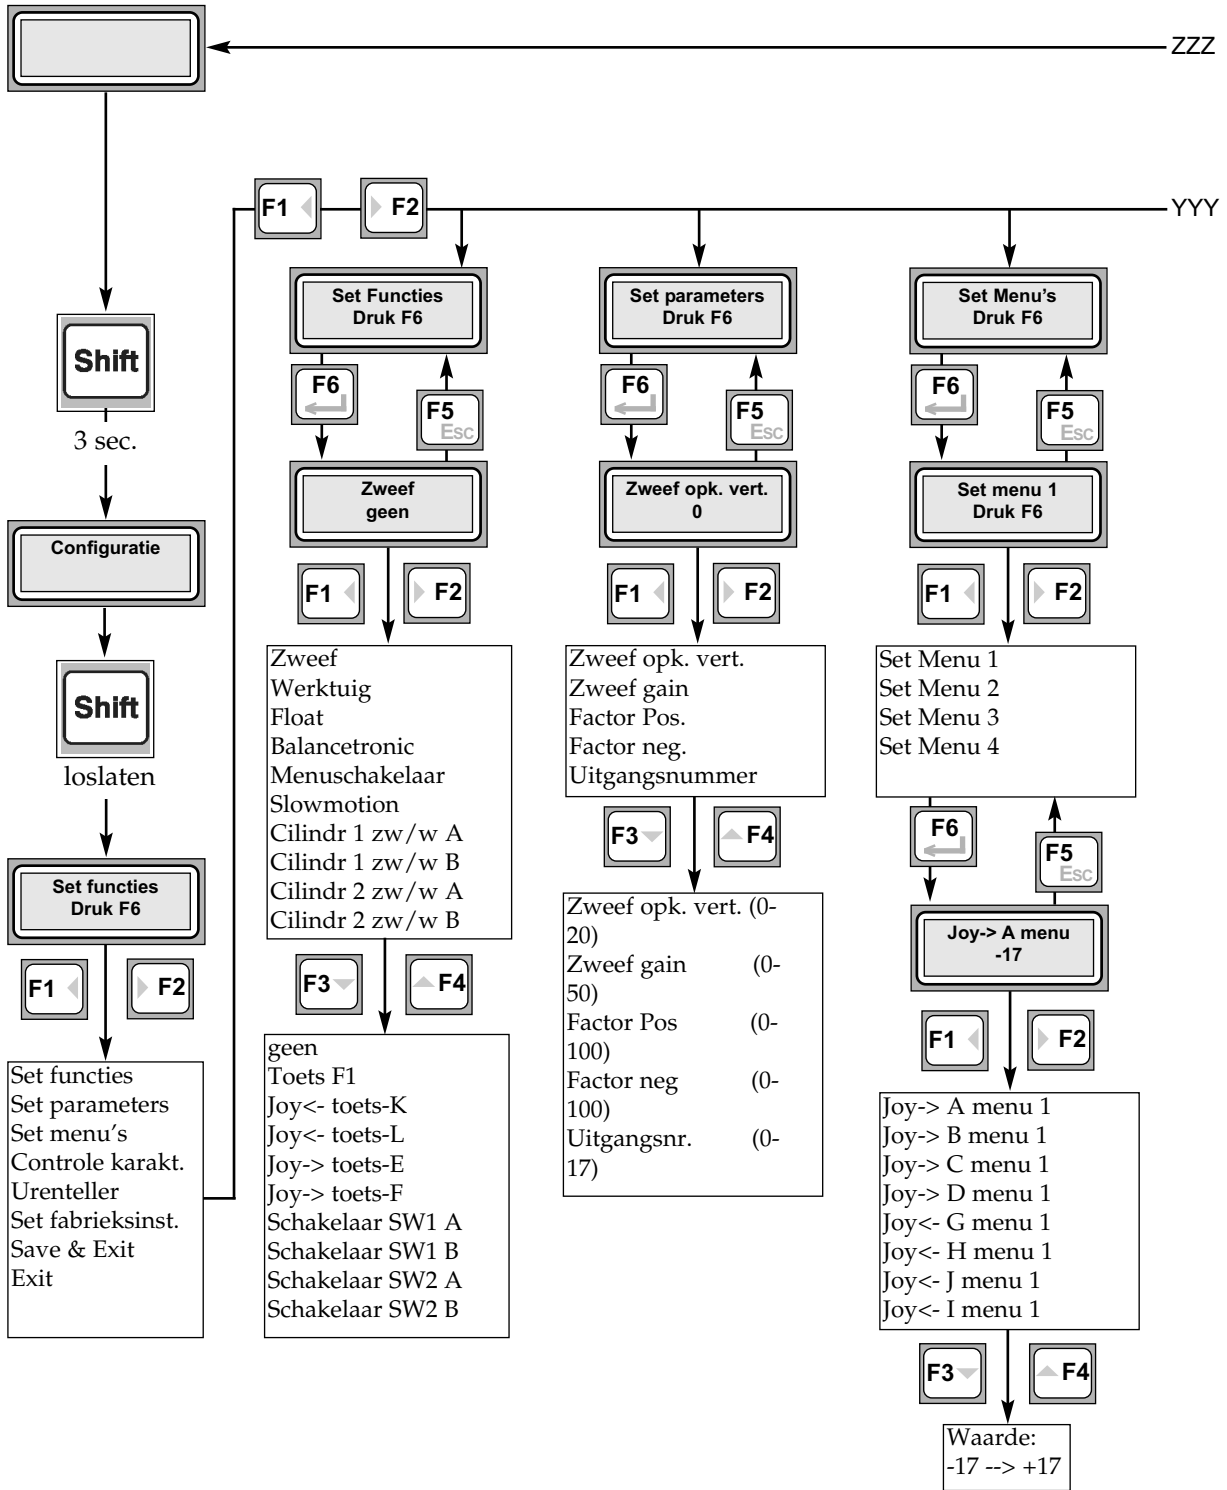 ZZZ
Shift
3 sec.
Configuratie
Shift
loslaten
Set functies
Druk F6
F1
F2
Set functies
Set parameters
Set menu's
Controle karakt.
Urenteller
Set fabrieksinst.
Save & Exit
Exit
F1
F2
YYY
Set Functies
Druk F6
F6
F5
Esc
Zweef
geen
F1
F2
Zweef
Werktuig
Float
Balancetronic
Menuschakelaar
Slowmotion
Cilindr 1 zw/w A
Cilindr 1 zw/w B
Cilindr 2 zw/w A
Cilindr 2 zw/w B
F3
F4
geen
Toets F1
Joy<- toets-K
Joy<- toets-L
Joy-> toets-E
Joy-> toets-F
Schakelaar SW1 A
Schakelaar SW1 B
Schakelaar SW2 A
Schakelaar SW2 B
Set parameters
Druk F6
F6
F5
Esc
Zweef opk. vert.
0
F1
F2
Zweef opk. vert.
Zweef gain
Factor Pos.
Factor neg.
Uitgangsnummer
F3
F4
Zweef opk. vert. (0-
20)
Zweef gain (0-
50)
Factor Pos (0-
100)
Factor neg (0-
100)
Uitgangsnr. (0-
17)
Set Menu's
Druk F6
F6
F5
Esc
Set menu 1
Druk F6
F1
F2
Set Menu 1
Set Menu 2
Set Menu 3
Set Menu 4
F6
F5
Esc
Joy-> A menu
-17
F1
F2
Joy-> A menu 1
Joy-> B menu 1
Joy-> C menu 1
Joy-> D menu 1
Joy<- G menu 1
Joy<- H menu 1
Joy<- J menu 1
Joy<- I menu 1
F3
F4
Waarde:
-17 --> +17